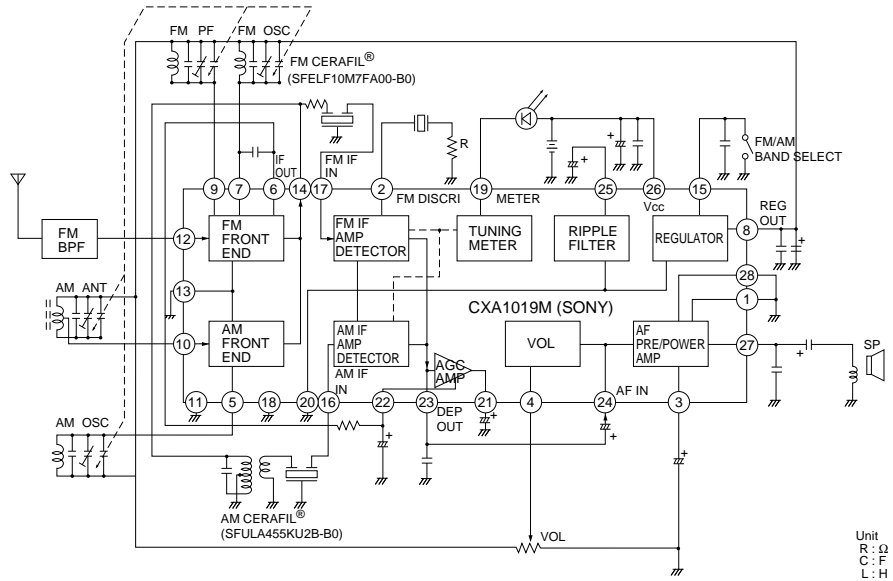 FM PF FM OSC
FM CERAFIL®
(SFELF10M7FA00-B0)
R
FM/AM
BAND SELECT
IF
OUT
FM IF
IN
9 7 6 14 17 2 19 25 26 15
FM DISCRI METER
Vcc
REG
OUT
8
FM
BPF
12
FM
FRONT
END
FM IF
AMP
DETECTOR
TUNING
METER
RIPPLE
FILTER
REGULATOR
28
13
AM ANT
CXA1019M (SONY)
1
10
AM
FRONT
END
AM IF
AMP
DETECTOR
AGC
AMP
VOL
AF
PRE/POWER
AMP
27
SP
AM IF
IN
11 5 18 20 16 22 23 21 4 24 3
DEP
OUT
AF IN
AM OSC
AM CERAFIL®
(SFULA455KU2B-B0)
VOL
Unit
R : Ω
C : F
L : H